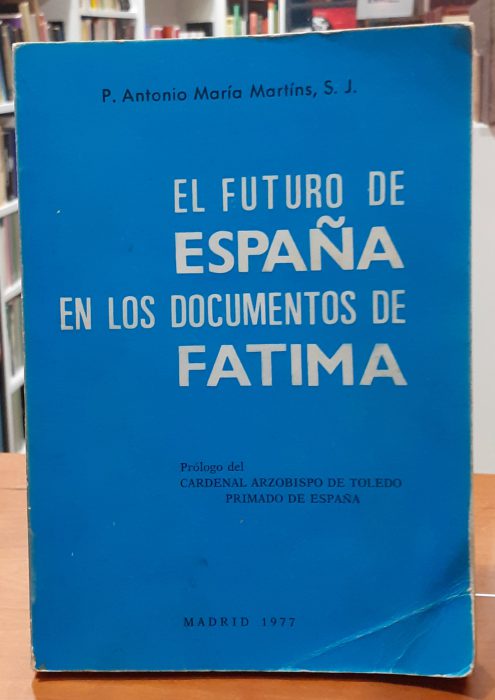 P. Antonio María Martíns, S. J.
EL FUTURO DE
ESPAÑA
EN LOS DOCUMENTOS DE
FATIMA
Prólogo del
CARDENAL ARZOBISPO DE TOLEDO
PRIMADO DE ESPAÑA
MADRID 1977